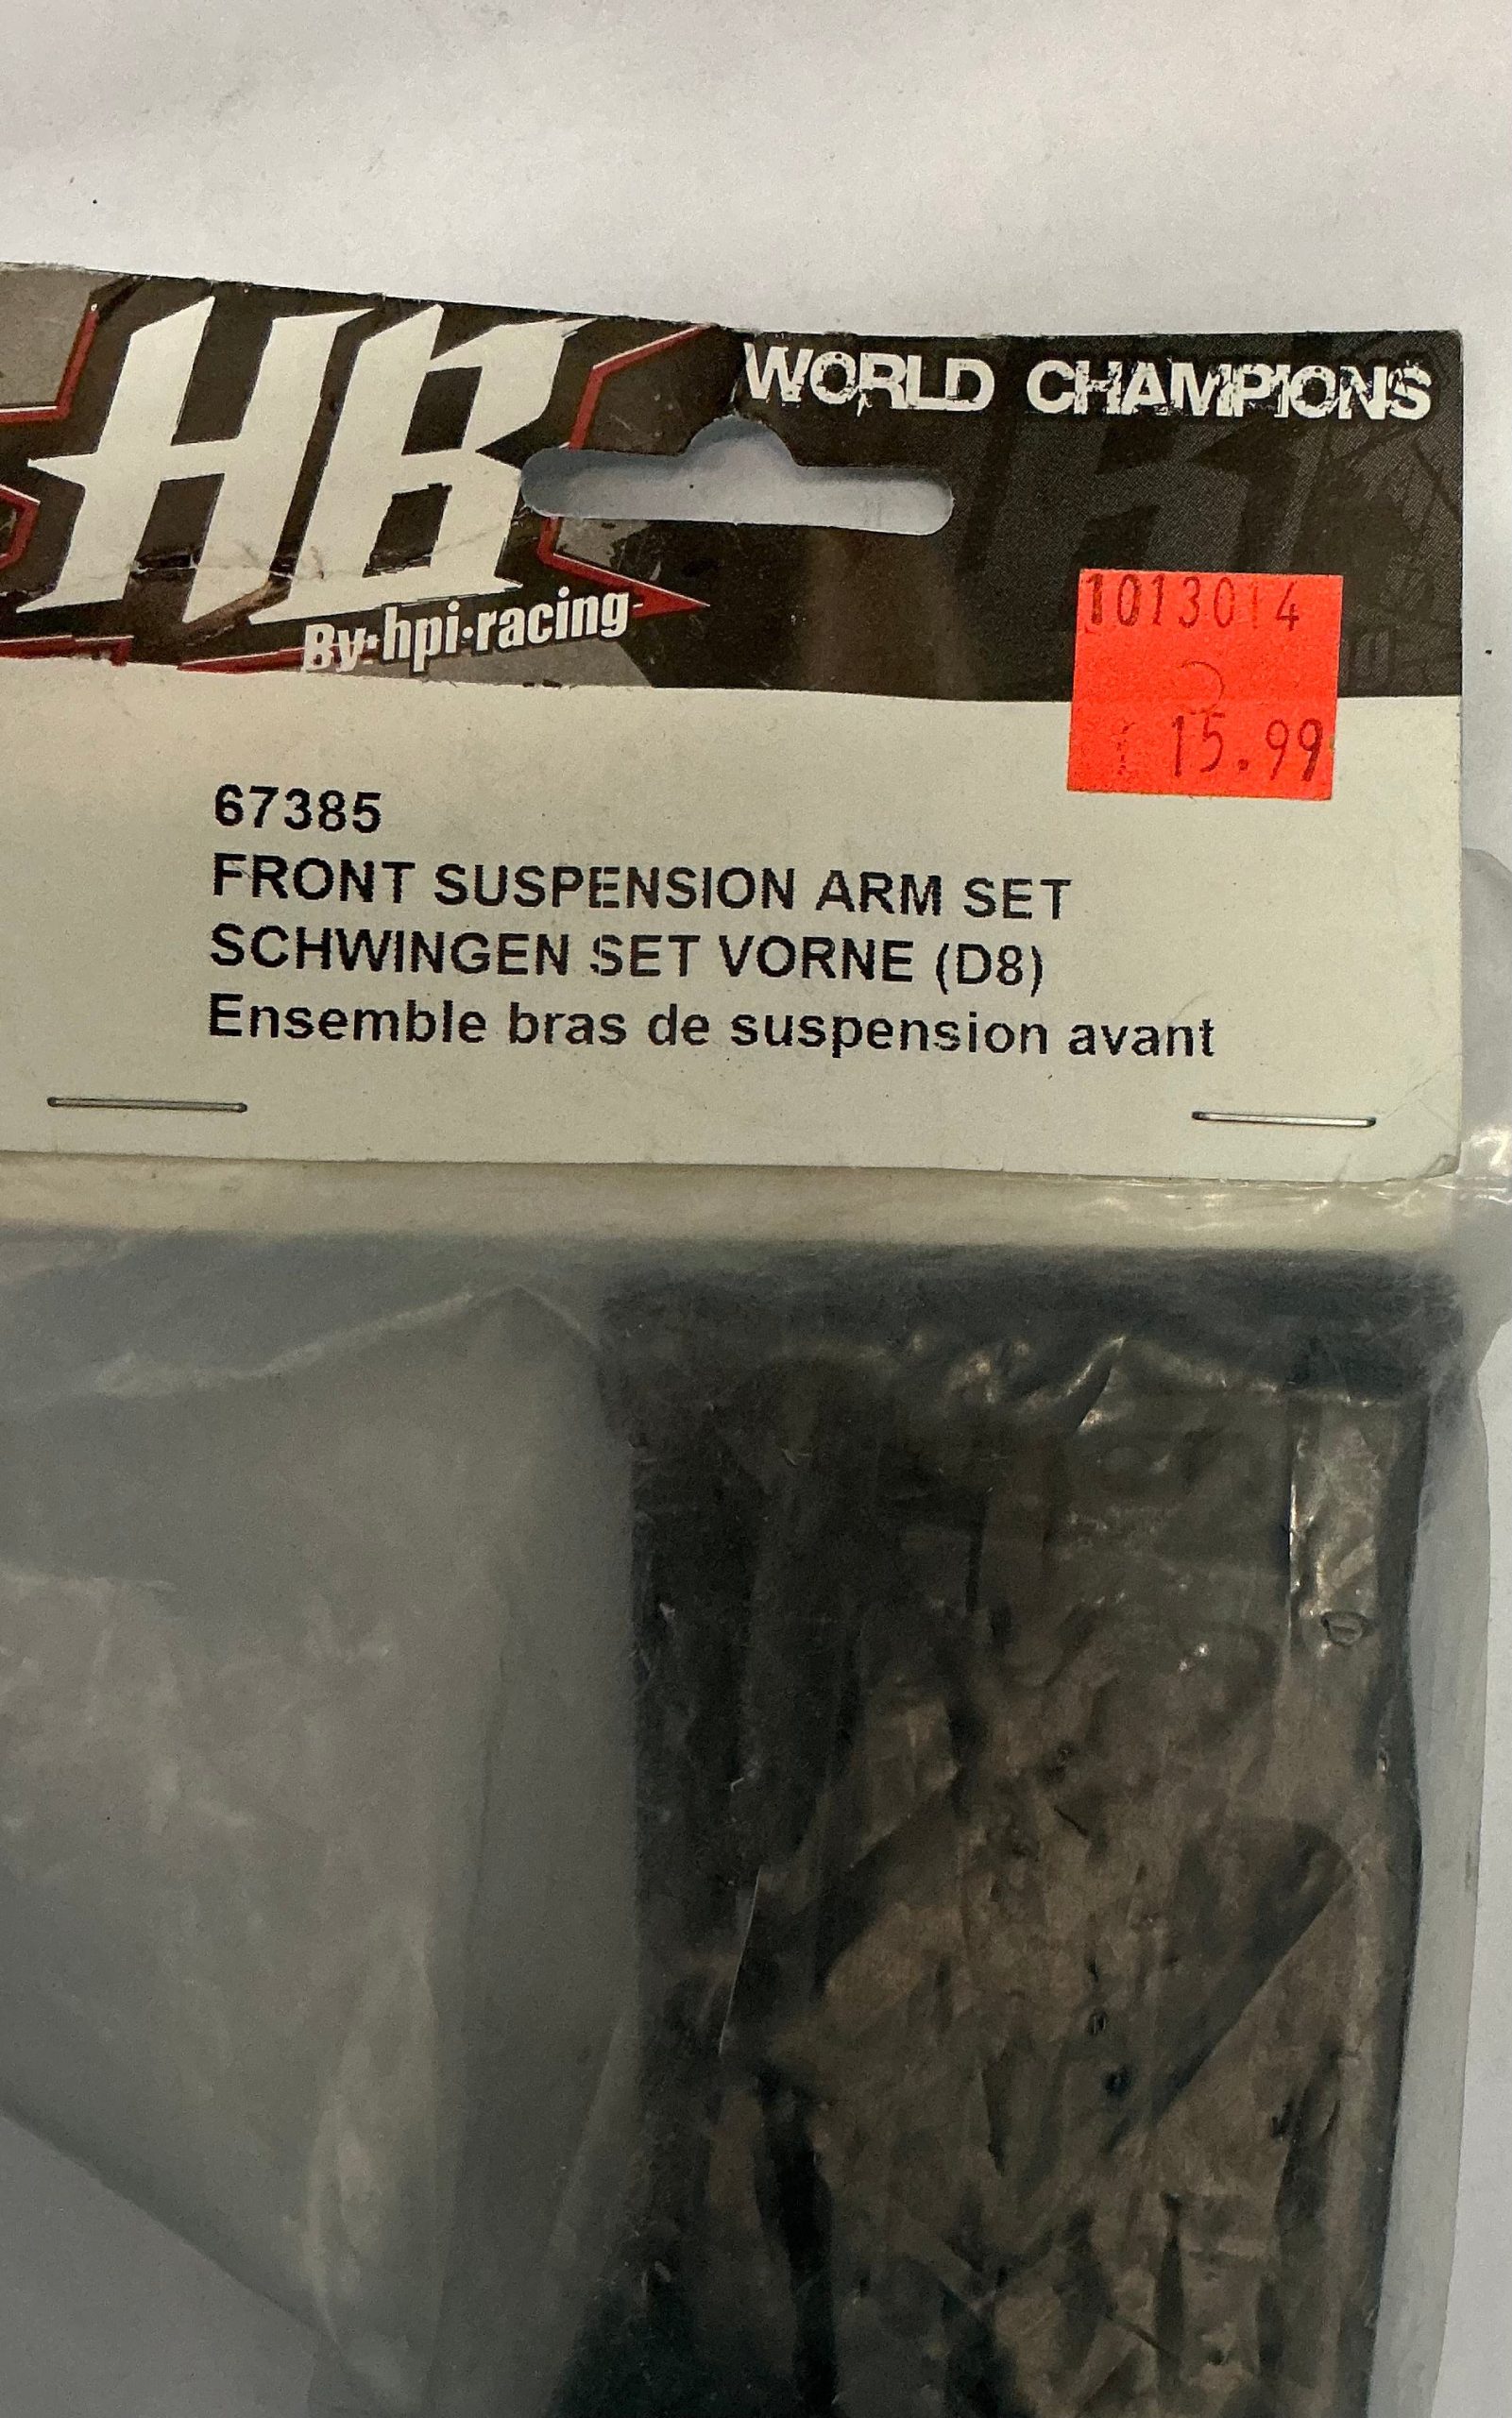 HB
WORLD CHAMPIONS
By·hpi·racing
1013014
15.99
67385
FRONT SUSPENSION ARM SET
SCHWINGEN SET VORNE (D8)
Ensemble bras de suspension avant